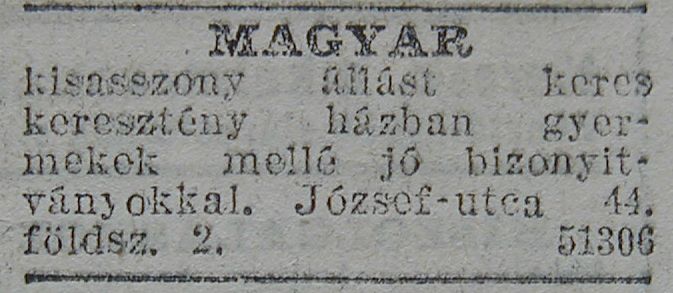 MAGYAR
kisasszony állást keres
keresztény házban gyer-
mekek mellé jó bizonyit-
ványokkal. József-utca 44.
földsz. 2. 51306